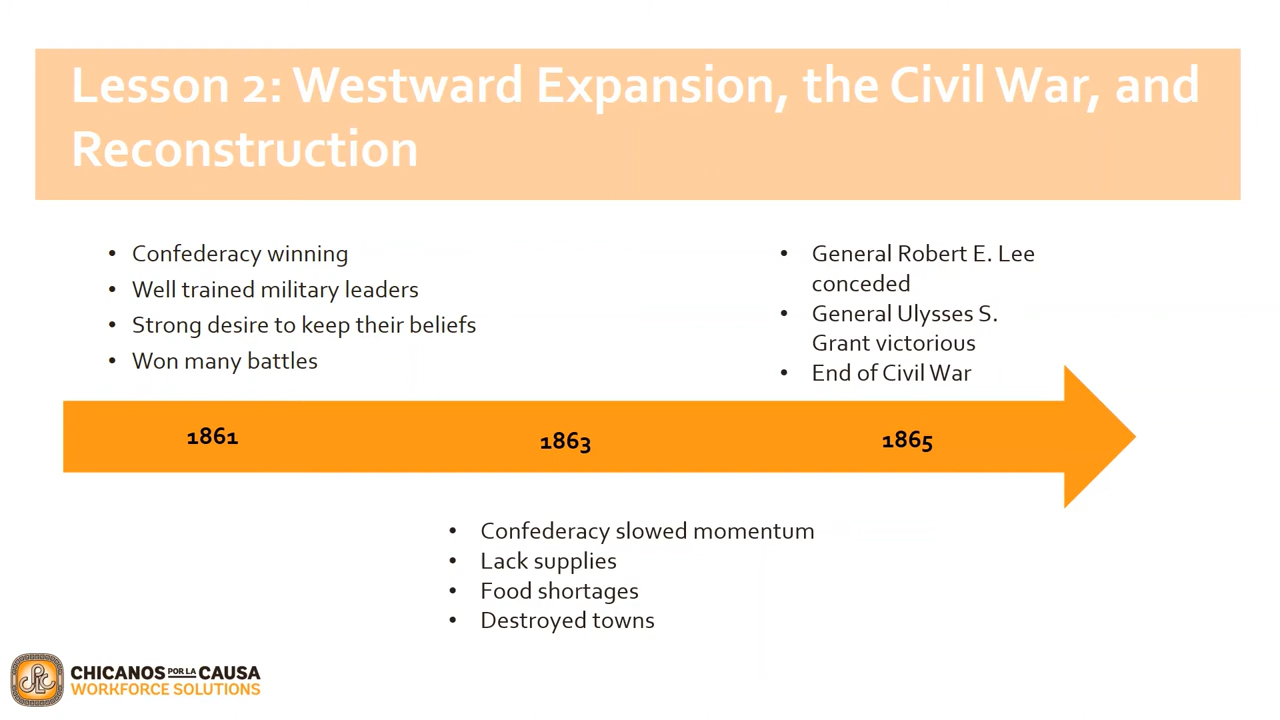 Lesson 2: Westward Expansion, the Civil War, and
Reconstruction
• Confederacy winning
• Well trained military leaders
• Strong desire to keep their beliefs
• Won many battles
• General Robert E. Lee
conceded
• General Ulysses S.
Grant victorious
• End of Civil War
1861
1863
1865
• Confederacy slowed momentum
• Lack supplies
• Food shortages
• Destroyed towns
CPLC
CHICANOS POR LA CAUSA
WORKFORCE SOLUTIONS